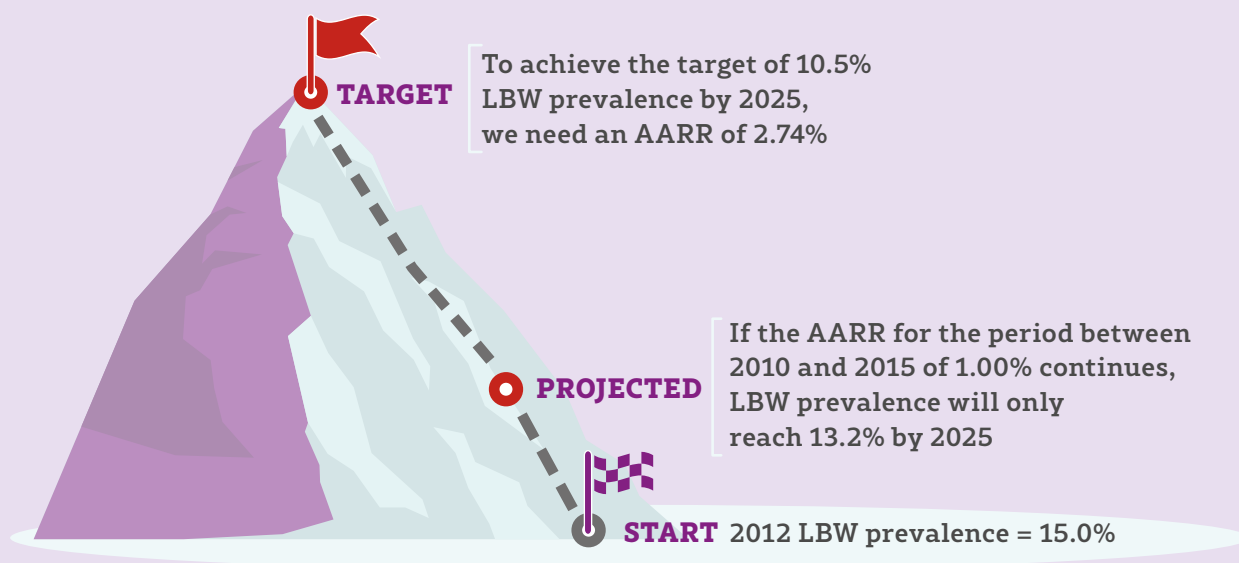 TARGET
To achieve the target of 10.5%
LBW prevalence by 2025,
we need an AARR of 2.74%
PROJECTED
If the AARR for the period between
2010 and 2015 of 1.00% continues,
LBW prevalence will only
reach 13.2% by 2025
START 2012 LBW prevalence = 15.0%